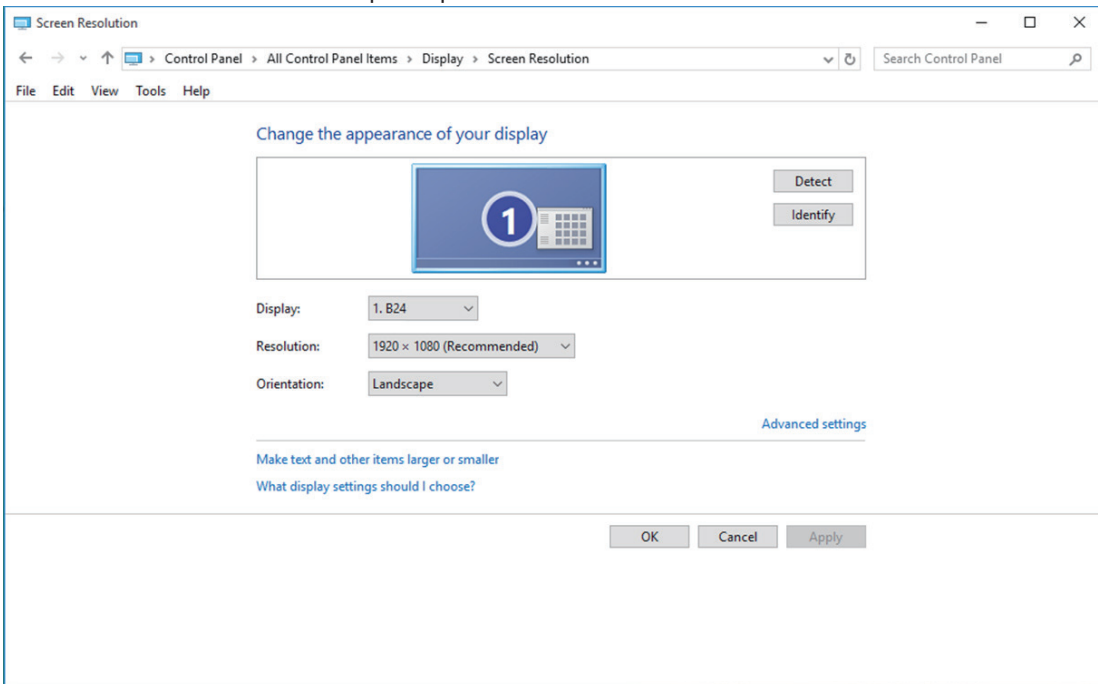 Screen Resolution
Control Panel > All Control Panel Items > Display > Screen Resolution
Search Control Panel
File Edit View Tools Help
Change the appearance of your display
1
Detect
Identify
Display: 1. B24
Resolution: 1920 × 1080 (Recommended)
Orientation: Landscape
Advanced settings
Make text and other items larger or smaller
What display settings should I choose?
OK Cancel Apply